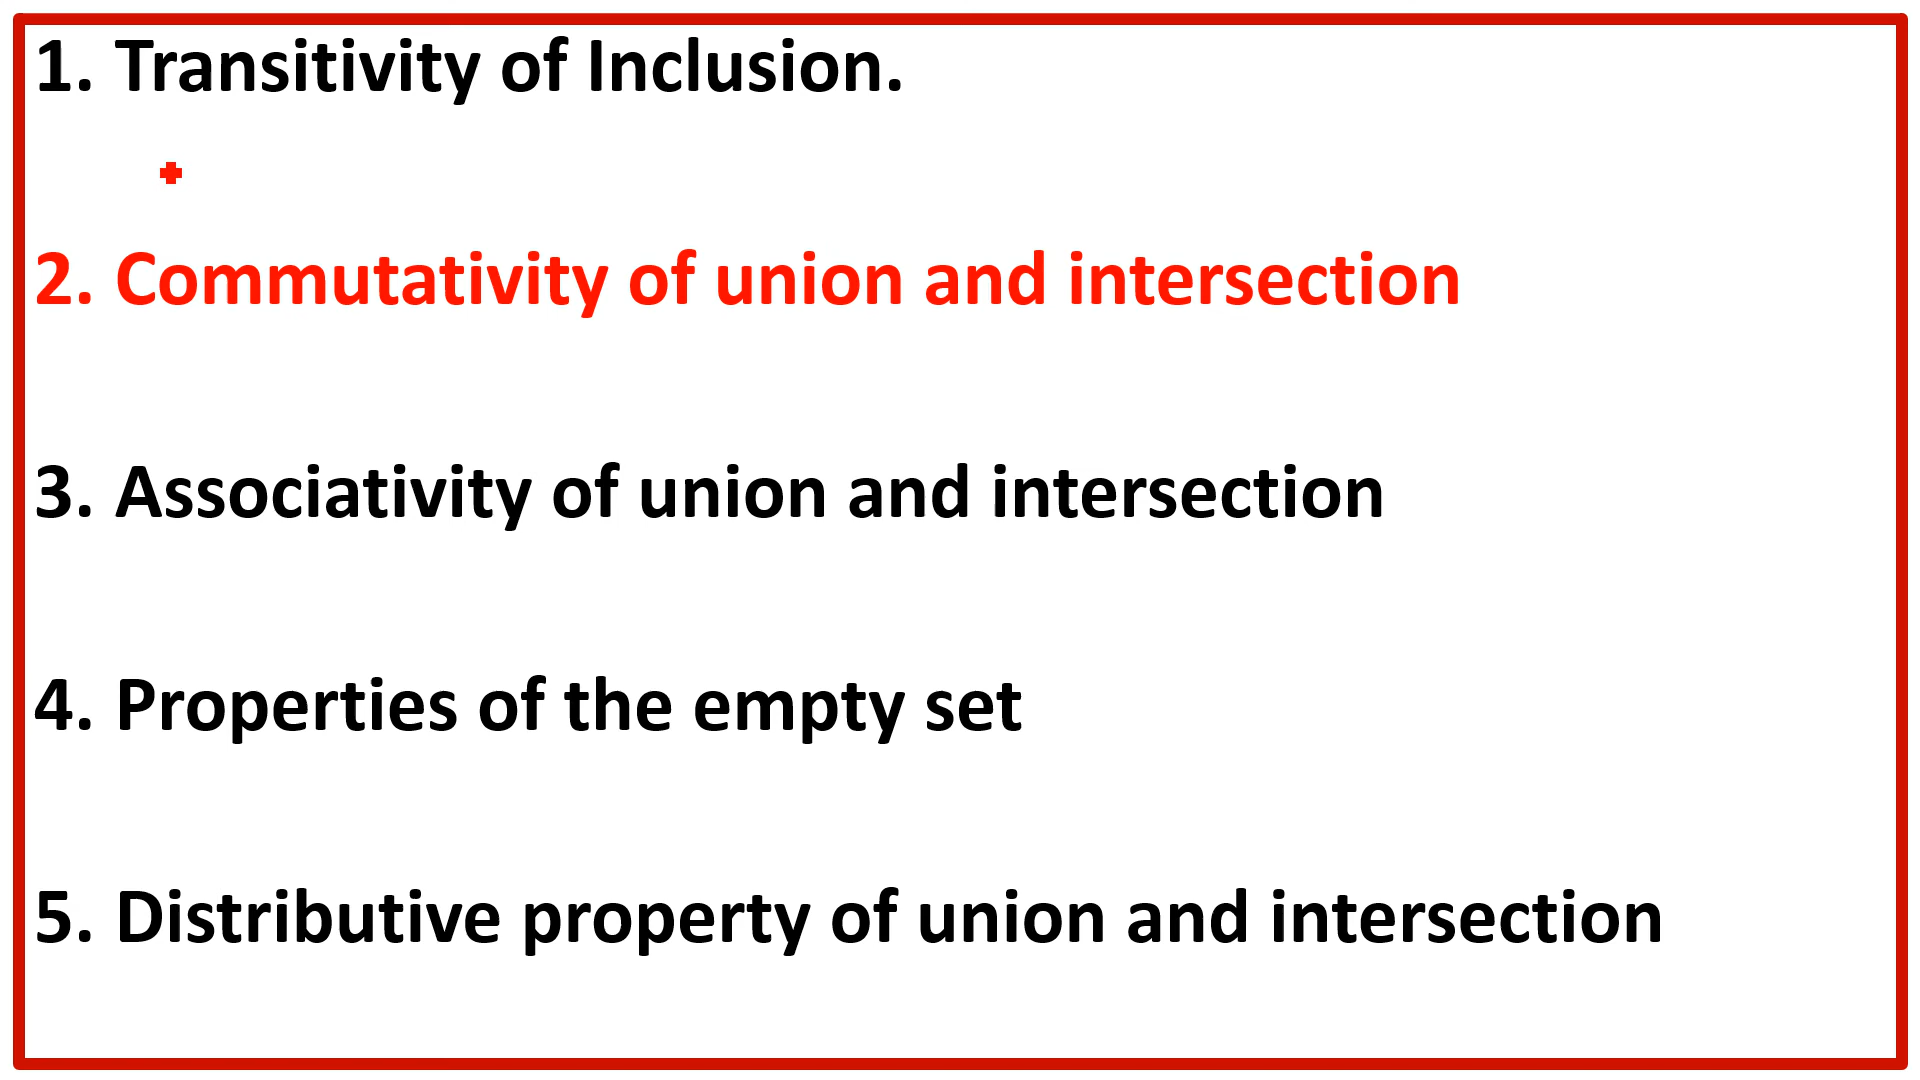 1. Transitivity of Inclusion.
2. Commutativity of union and intersection
3. Associativity of union and intersection
4. Properties of the empty set
5. Distributive property of union and intersection